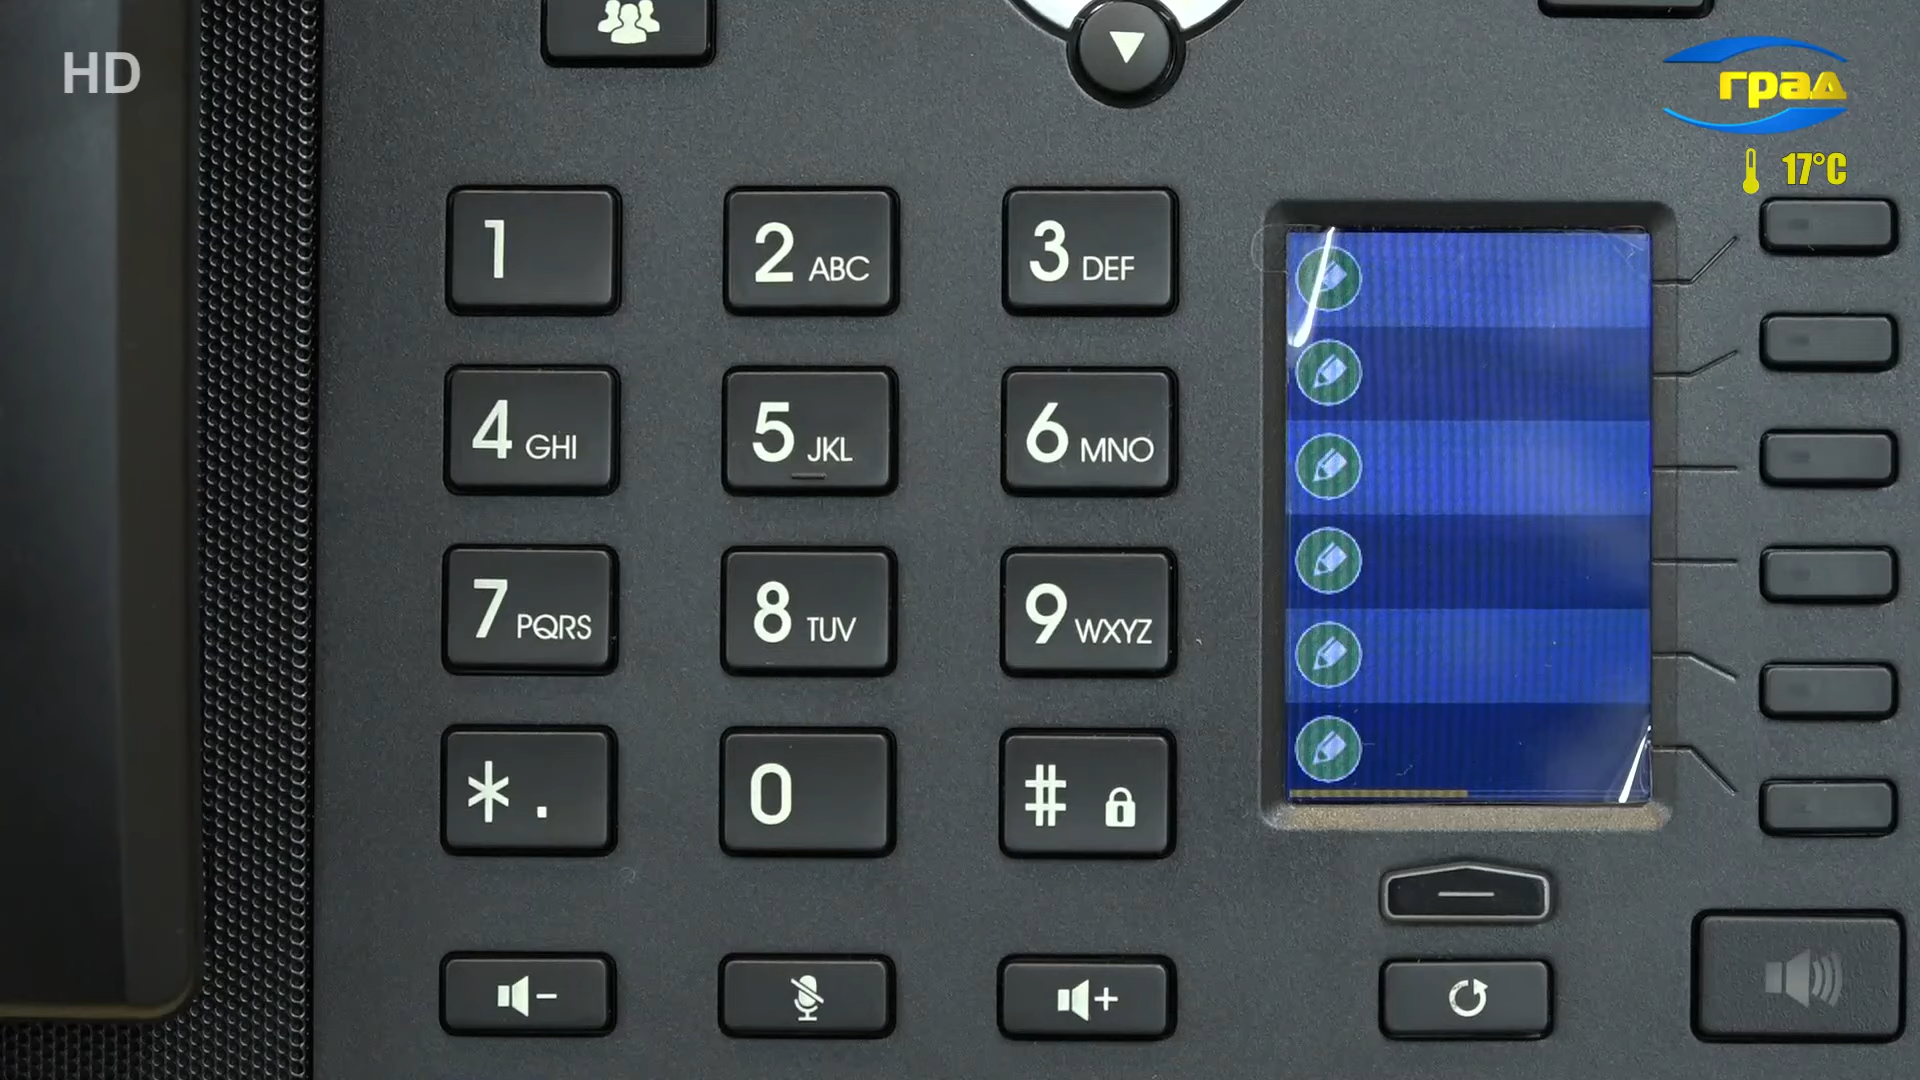 HD
град
17°C
1
2 ABC
3 DEF
4 GHI
5 JKL
6 MNO
7 PQRS
8 TUV
9 WXYZ
* .
0
#
-
+